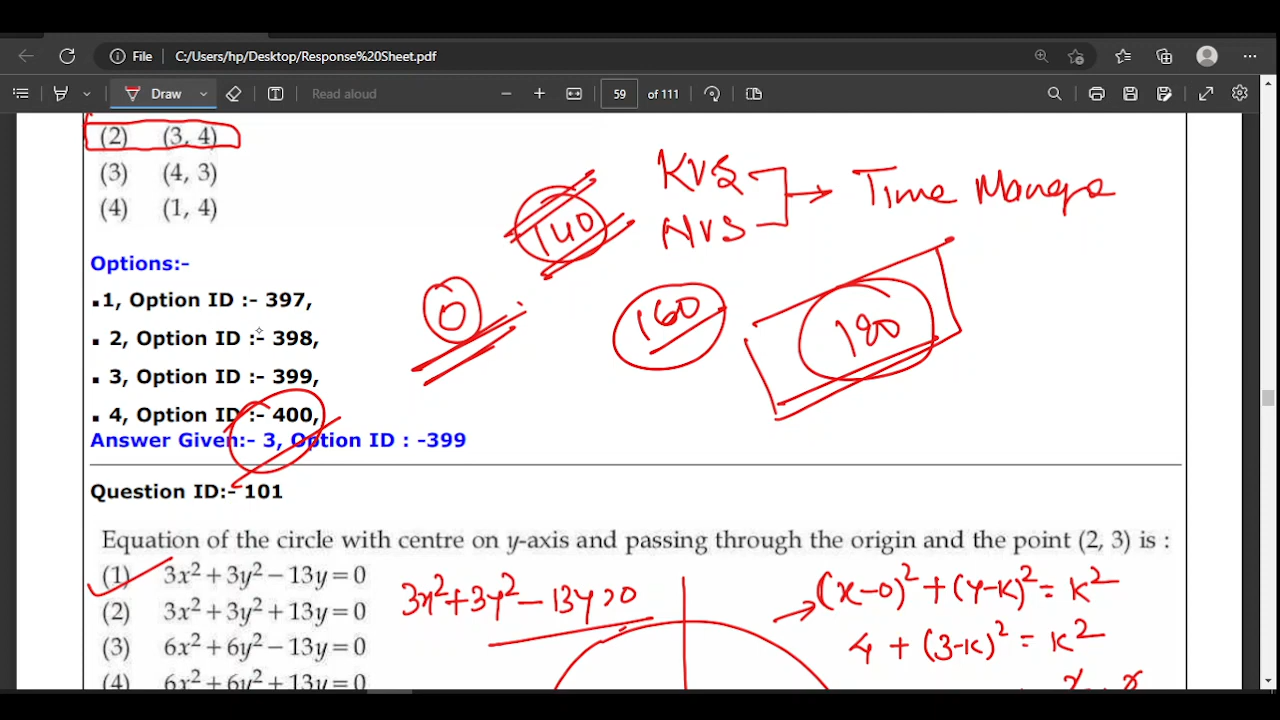 File C:/Users/hp/Desktop/Response%20Sheet.pdf
Draw Read aloud 59 of 111
(2) (3, 4)
(3) (4, 3)
(4) (1, 4)
KVS
NVS
Time Manage
140
0
160
180
Options:-
1, Option ID :- 397,
2, Option ID :- 398,
3, Option ID :- 399,
4, Option ID :- 400,
Answer Given:- 3, Option ID : -399
Question ID:- 101
Equation of the circle with centre on y-axis and passing through the origin and the point (2, 3) is :
(1) 3x²+3y²−13y=0
(2) 3x²+3y²+13y=0
(3) 6x²+6y²−13y=0
(4) 6x²+6y²+13y=0
3x²+3y²−13y=0
(x−0)²+(y−k)²=k²
4+(3−k)²=k²